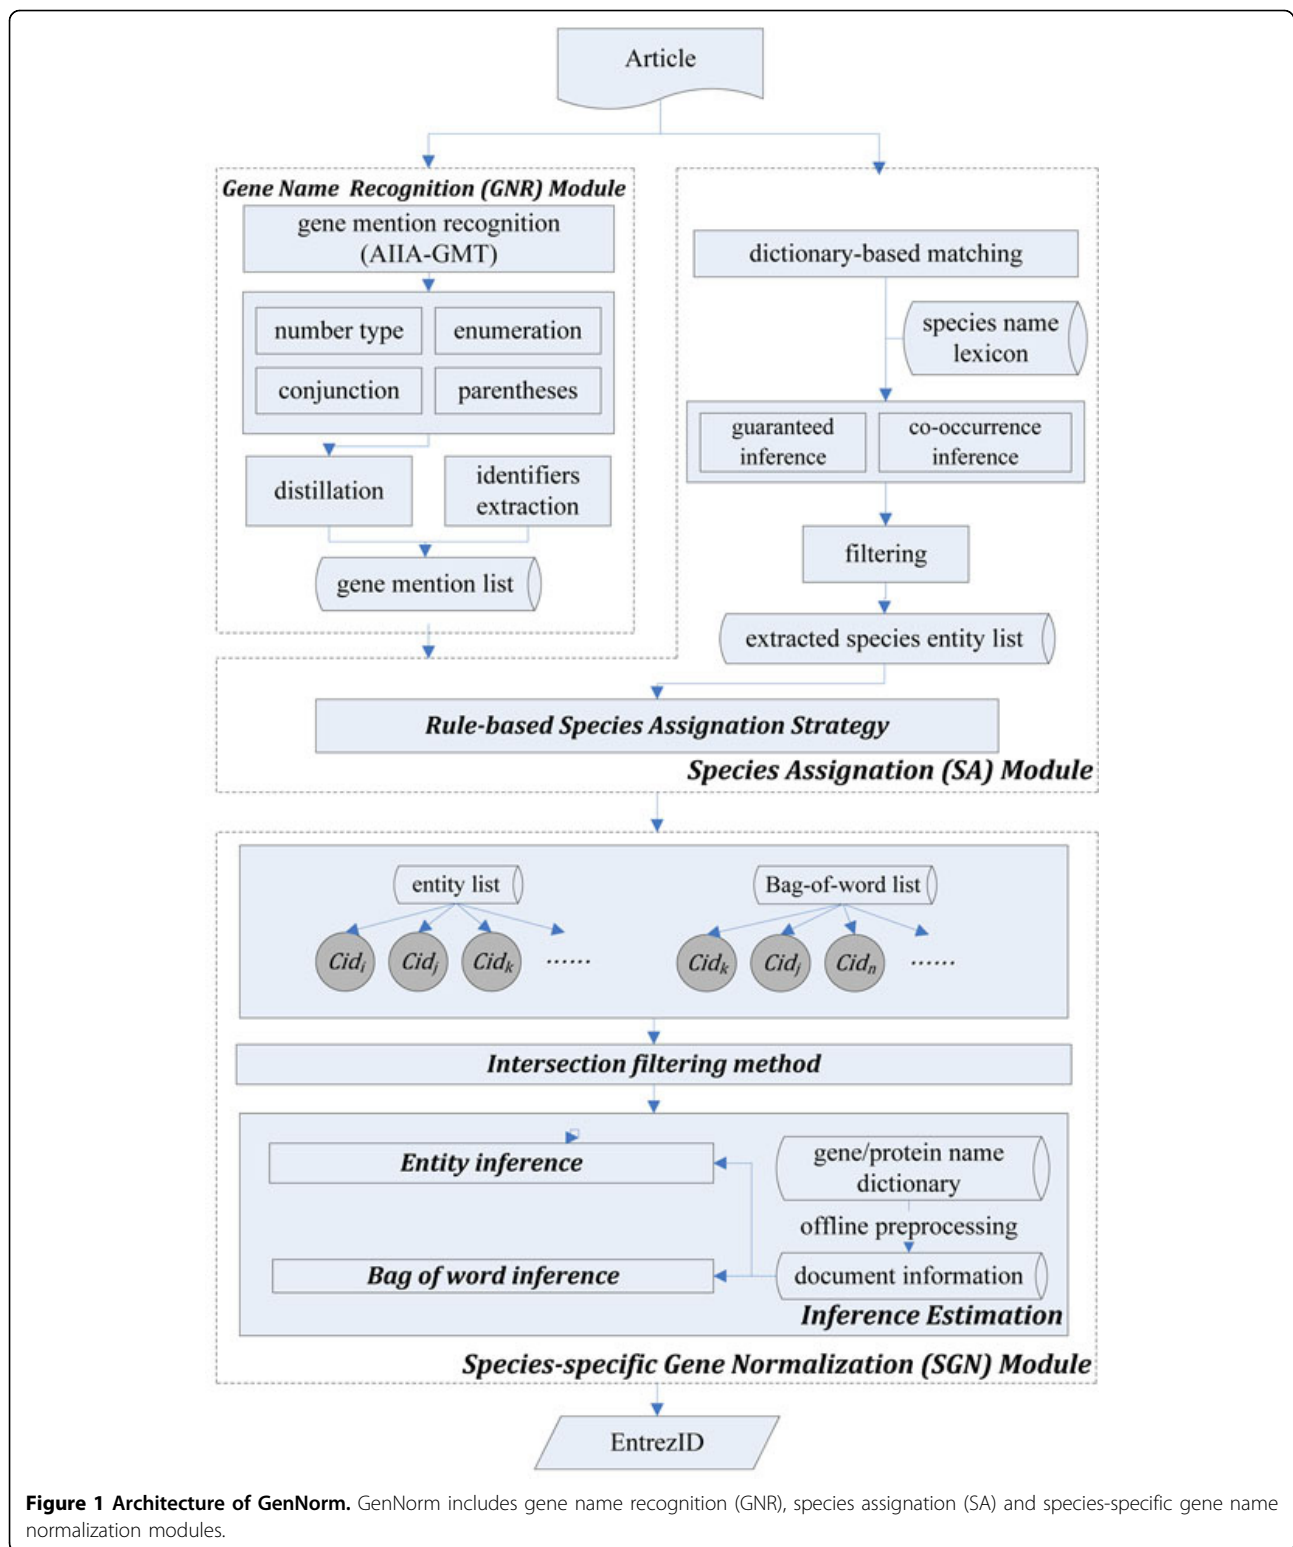 Article
Gene Name Recognition (GNR) Module
gene mention recognition
(AIIA-GMT)
number type
enumeration
conjunction
parentheses
distillation
identifiers
extraction
gene mention list
dictionary-based matching
species name
lexicon
guaranteed
inference
co-occurrence
inference
filtering
extracted species entity list
Rule-based Species Assignation Strategy
Species Assignation (SA) Module
entity list
Cidi
Cidj
Cidk
......
Bag-of-word list
Cidk
Cidj
Cidn
......
Intersection filtering method
Entity inference
gene/protein name
dictionary
offline preprocessing
Bag of word inference
document information
Inference Estimation
Species-specific Gene Normalization (SGN) Module
EntrezID
Figure 1 Architecture of GenNorm. GenNorm includes gene name recognition (GNR), species assignation (SA) and species-specific gene name
normalization modules.